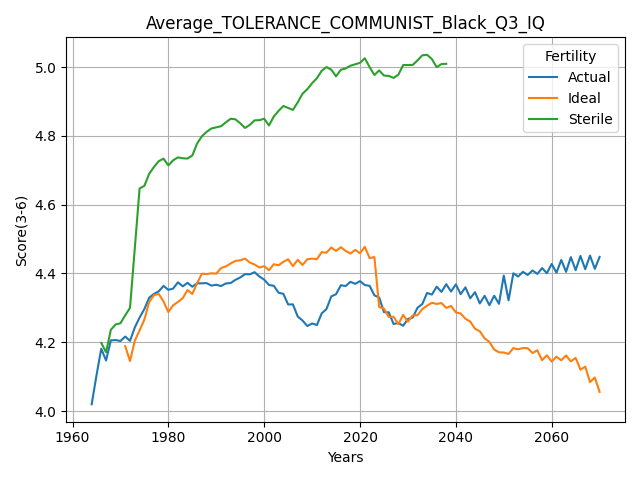 Average_TOLERANCE_COMMUNIST_Black_Q3_IQ
Fertility
Actual
Ideal
Sterile
Score(3-6)
5.0
4.8
4.6
4.4
4.2
4.0
1960 1980 2000 2020 2040 2060
Years